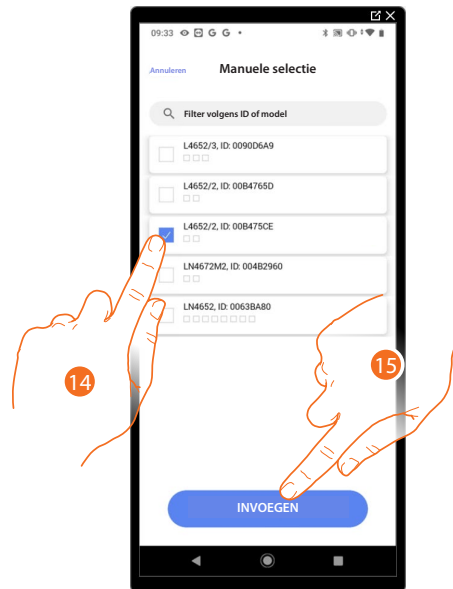 09:33 G G
Annuleren Manuele selectie
Filter volgens ID of model
L4652/3, ID: 0090D6A9
L4652/2, ID: 00B4765D
L4652/2, ID: 00B475CE
LN4672M2, ID: 004B2960
LN4652, ID: 0063BA80
14
15
INVOEGEN